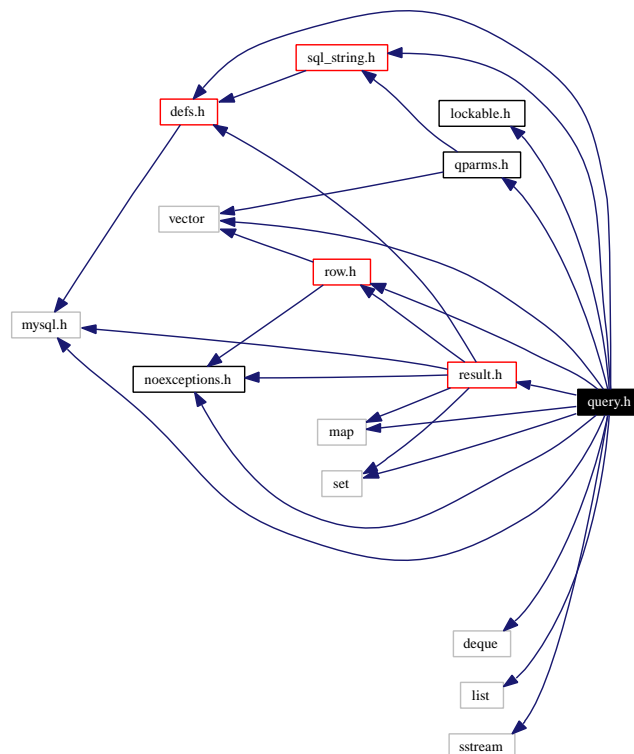 sql_string.h
defs.h
lockable.h
qparms.h
vector
row.h
mysql.h
noexceptions.h
result.h
query.h
map
set
deque
list
sstream